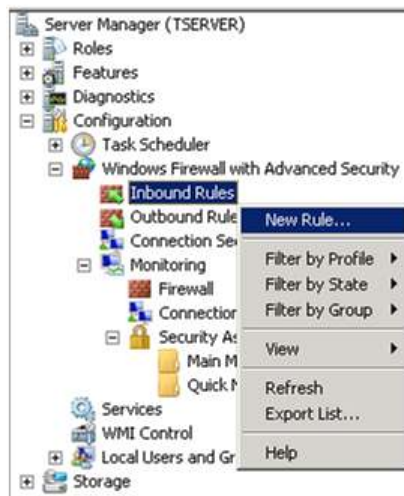 Server Manager (TSERVER)
Roles
Features
Diagnostics
Configuration
Task Scheduler
Windows Firewall with Advanced Security
Inbound Rules
Outbound Rule
Connection Se
Monitoring
Firewall
Connection
Security As
Main M
Quick M
Services
WMI Control
Local Users and Gr
Storage
New Rule...
Filter by Profile
Filter by State
Filter by Group
View
Refresh
Export List...
Help